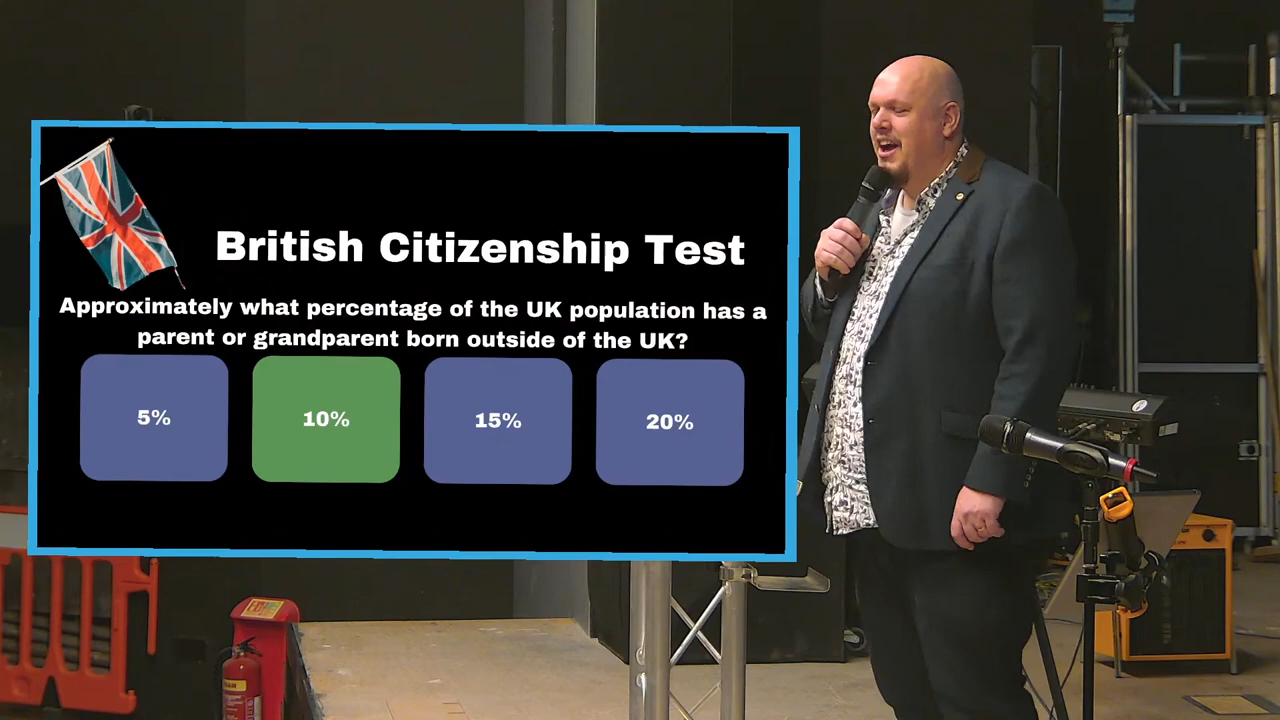 British Citizenship Test
Approximately what percentage of the UK population has a
parent or grandparent born outside of the UK?
5%
10%
15%
20%